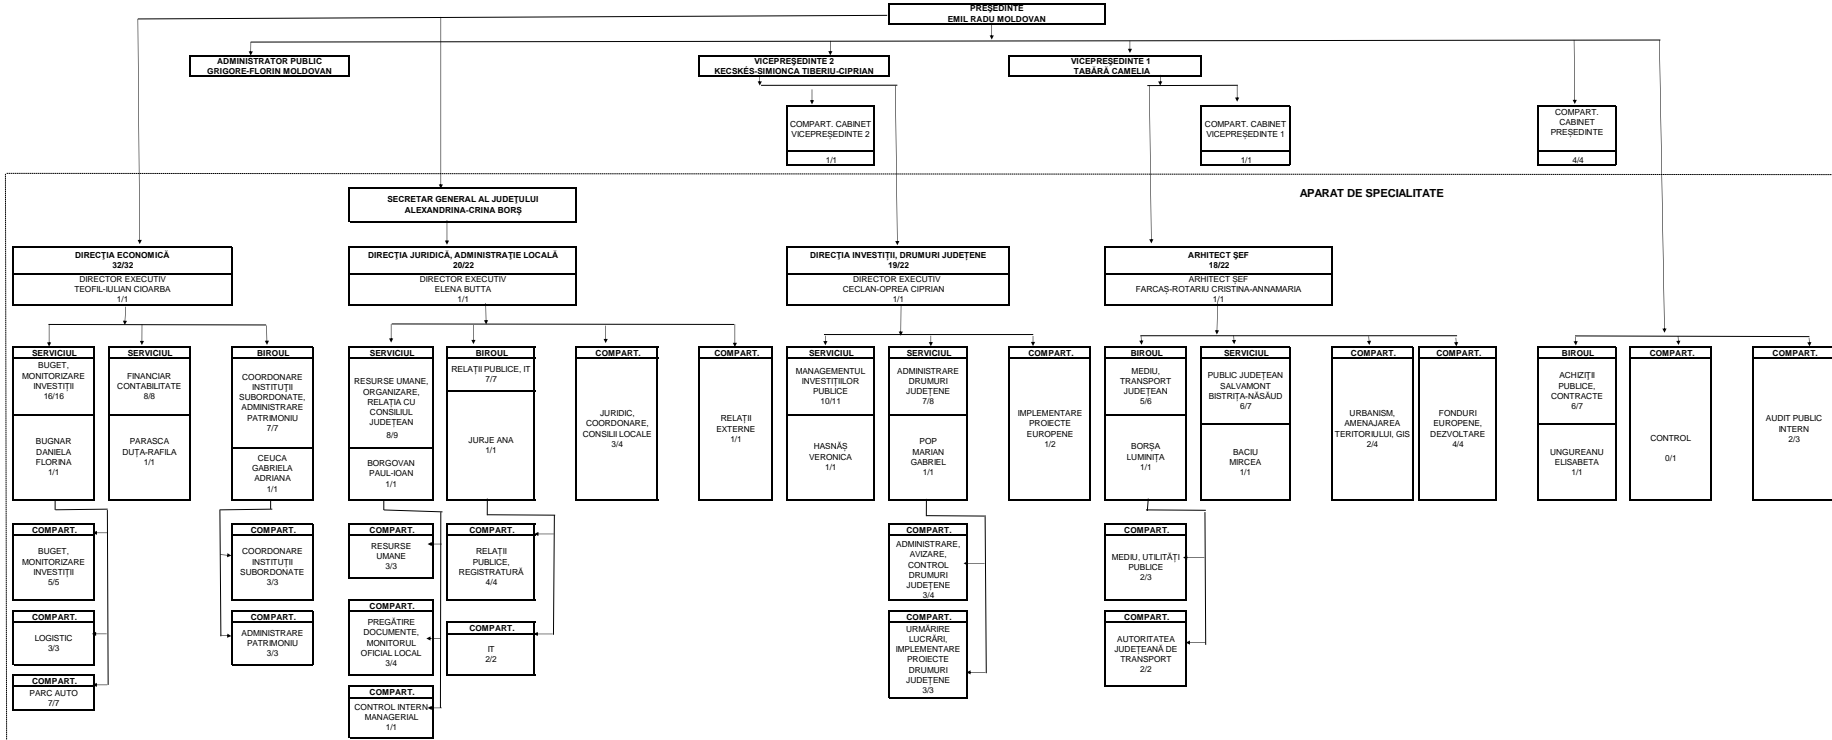 PREŞEDINTE
EMIL RADU MOLDOVAN
ADMINISTRATOR PUBLIC
GRIGORE-FLORIN MOLDOVAN
VICEPREŞEDINTE 2
KECSKÉS-SIMIONCA TIBERIU-CIPRIAN
VICEPREŞEDINTE 1
TABĂRĂ CAMELIA
COMPART. CABINET
VICEPREȘEDINTE 2
1/1
COMPART. CABINET
VICEPREȘEDINTE 1
1/1
COMPART.
CABINET
PREȘEDINTE
4/4
APARAT DE SPECIALITATE
SECRETAR GENERAL AL JUDEŢULUI
ALEXANDRINA-CRINA BORŞ
DIRECŢIA ECONOMICĂ
32/32
DIRECTOR EXECUTIV
TEOFIL-IULIAN CIOARBA
1/1
DIRECŢIA JURIDICĂ, ADMINISTRAŢIE LOCALĂ
20/22
DIRECTOR EXECUTIV
ELENA BUTTA
1/1
DIRECŢIA INVESTIŢII, DRUMURI JUDEŢENE
19/22
DIRECTOR EXECUTIV
CECLAN-OPREA CIPRIAN
1/1
ARHITECT ŞEF
18/22
ARHITECT ŞEF
FARCAȘ-ROTARIU CRISTINA-ANNAMARIA
1/1
SERVICIUL
BUGET,
MONITORIZARE
INVESTIŢII
16/16
BUGNAR
DANIELA
FLORINA
1/1
SERVICIUL
FINANCIAR
CONTABILITATE
8/8
PARASCA
DUȚA-RAFILA
1/1
BIROUL
COORDONARE
INSTITUŢII
SUBORDONATE,
ADMINISTRARE
PATRIMONIU
7/7
CEUCA
GABRIELA
ADRIANA
1/1
SERVICIUL
RESURSE UMANE,
ORGANIZARE,
RELAŢIA CU
CONSILIUL
JUDEŢEAN
8/9
BORGOVAN
PAUL-IOAN
1/1
BIROUL
RELAŢII PUBLICE, IT
7/7
JURJE ANA
1/1
COMPART.
JURIDIC,
COORDONARE,
CONSILII LOCALE
3/4
COMPART.
RELAŢII
EXTERNE
1/1
SERVICIUL
MANAGEMENTUL
INVESTIŢIILOR
PUBLICE
10/11
HASNĂŞ
VERONICA
1/1
SERVICIUL
ADMINISTRARE
DRUMURI
JUDEŢENE
7/8
POP
MARIAN
GABRIEL
1/1
COMPART.
IMPLEMENTARE
PROIECTE
EUROPENE
1/2
BIROUL
MEDIU,
TRANSPORT
JUDEŢEAN
5/6
BORŞA
LUMINIŢA
1/1
SERVICIUL
PUBLIC JUDEŢEAN
SALVAMONT
BISTRIŢA-NĂSĂUD
6/7
BACIU
MIRCEA
1/1
COMPART.
URBANISM,
AMENAJAREA
TERITORIULUI, GIS
2/4
COMPART.
FONDURI
EUROPENE,
DEZVOLTARE
4/4
BIROUL
ACHIZIŢII
PUBLICE,
CONTRACTE
6/7
UNGUREANU
ELISABETA
1/1
COMPART.
CONTROL
0/1
COMPART.
AUDIT PUBLIC
INTERN
2/3
COMPART.
BUGET,
MONITORIZARE
INVESTIŢII
5/5
COMPART.
COORDONARE
INSTITUŢII
SUBORDONATE
3/3
COMPART.
RESURSE
UMANE
3/3
COMPART.
RELAŢII
PUBLICE,
REGISTRATURĂ
4/4
COMPART.
ADMINISTRARE,
AVIZARE,
CONTROL
DRUMURI
JUDEŢENE
3/4
COMPART.
MEDIU, UTILITĂŢI
PUBLICE
2/3
COMPART.
LOGISTIC
3/3
COMPART.
ADMINISTRARE
PATRIMONIU
3/3
COMPART.
PREGĂTIRE
DOCUMENTE,
MONITORUL
OFICIAL LOCAL
3/4
COMPART.
IT
2/2
COMPART.
URMĂRIRE
LUCRĂRI,
IMPLEMENTARE
PROIECTE
DRUMURI
JUDEŢENE
3/3
COMPART.
AUTORITATEA
JUDEŢEANĂ DE
TRANSPORT
2/2
COMPART.
PARC AUTO
7/7
COMPART.
CONTROL INTERN
MANAGERIAL
1/1